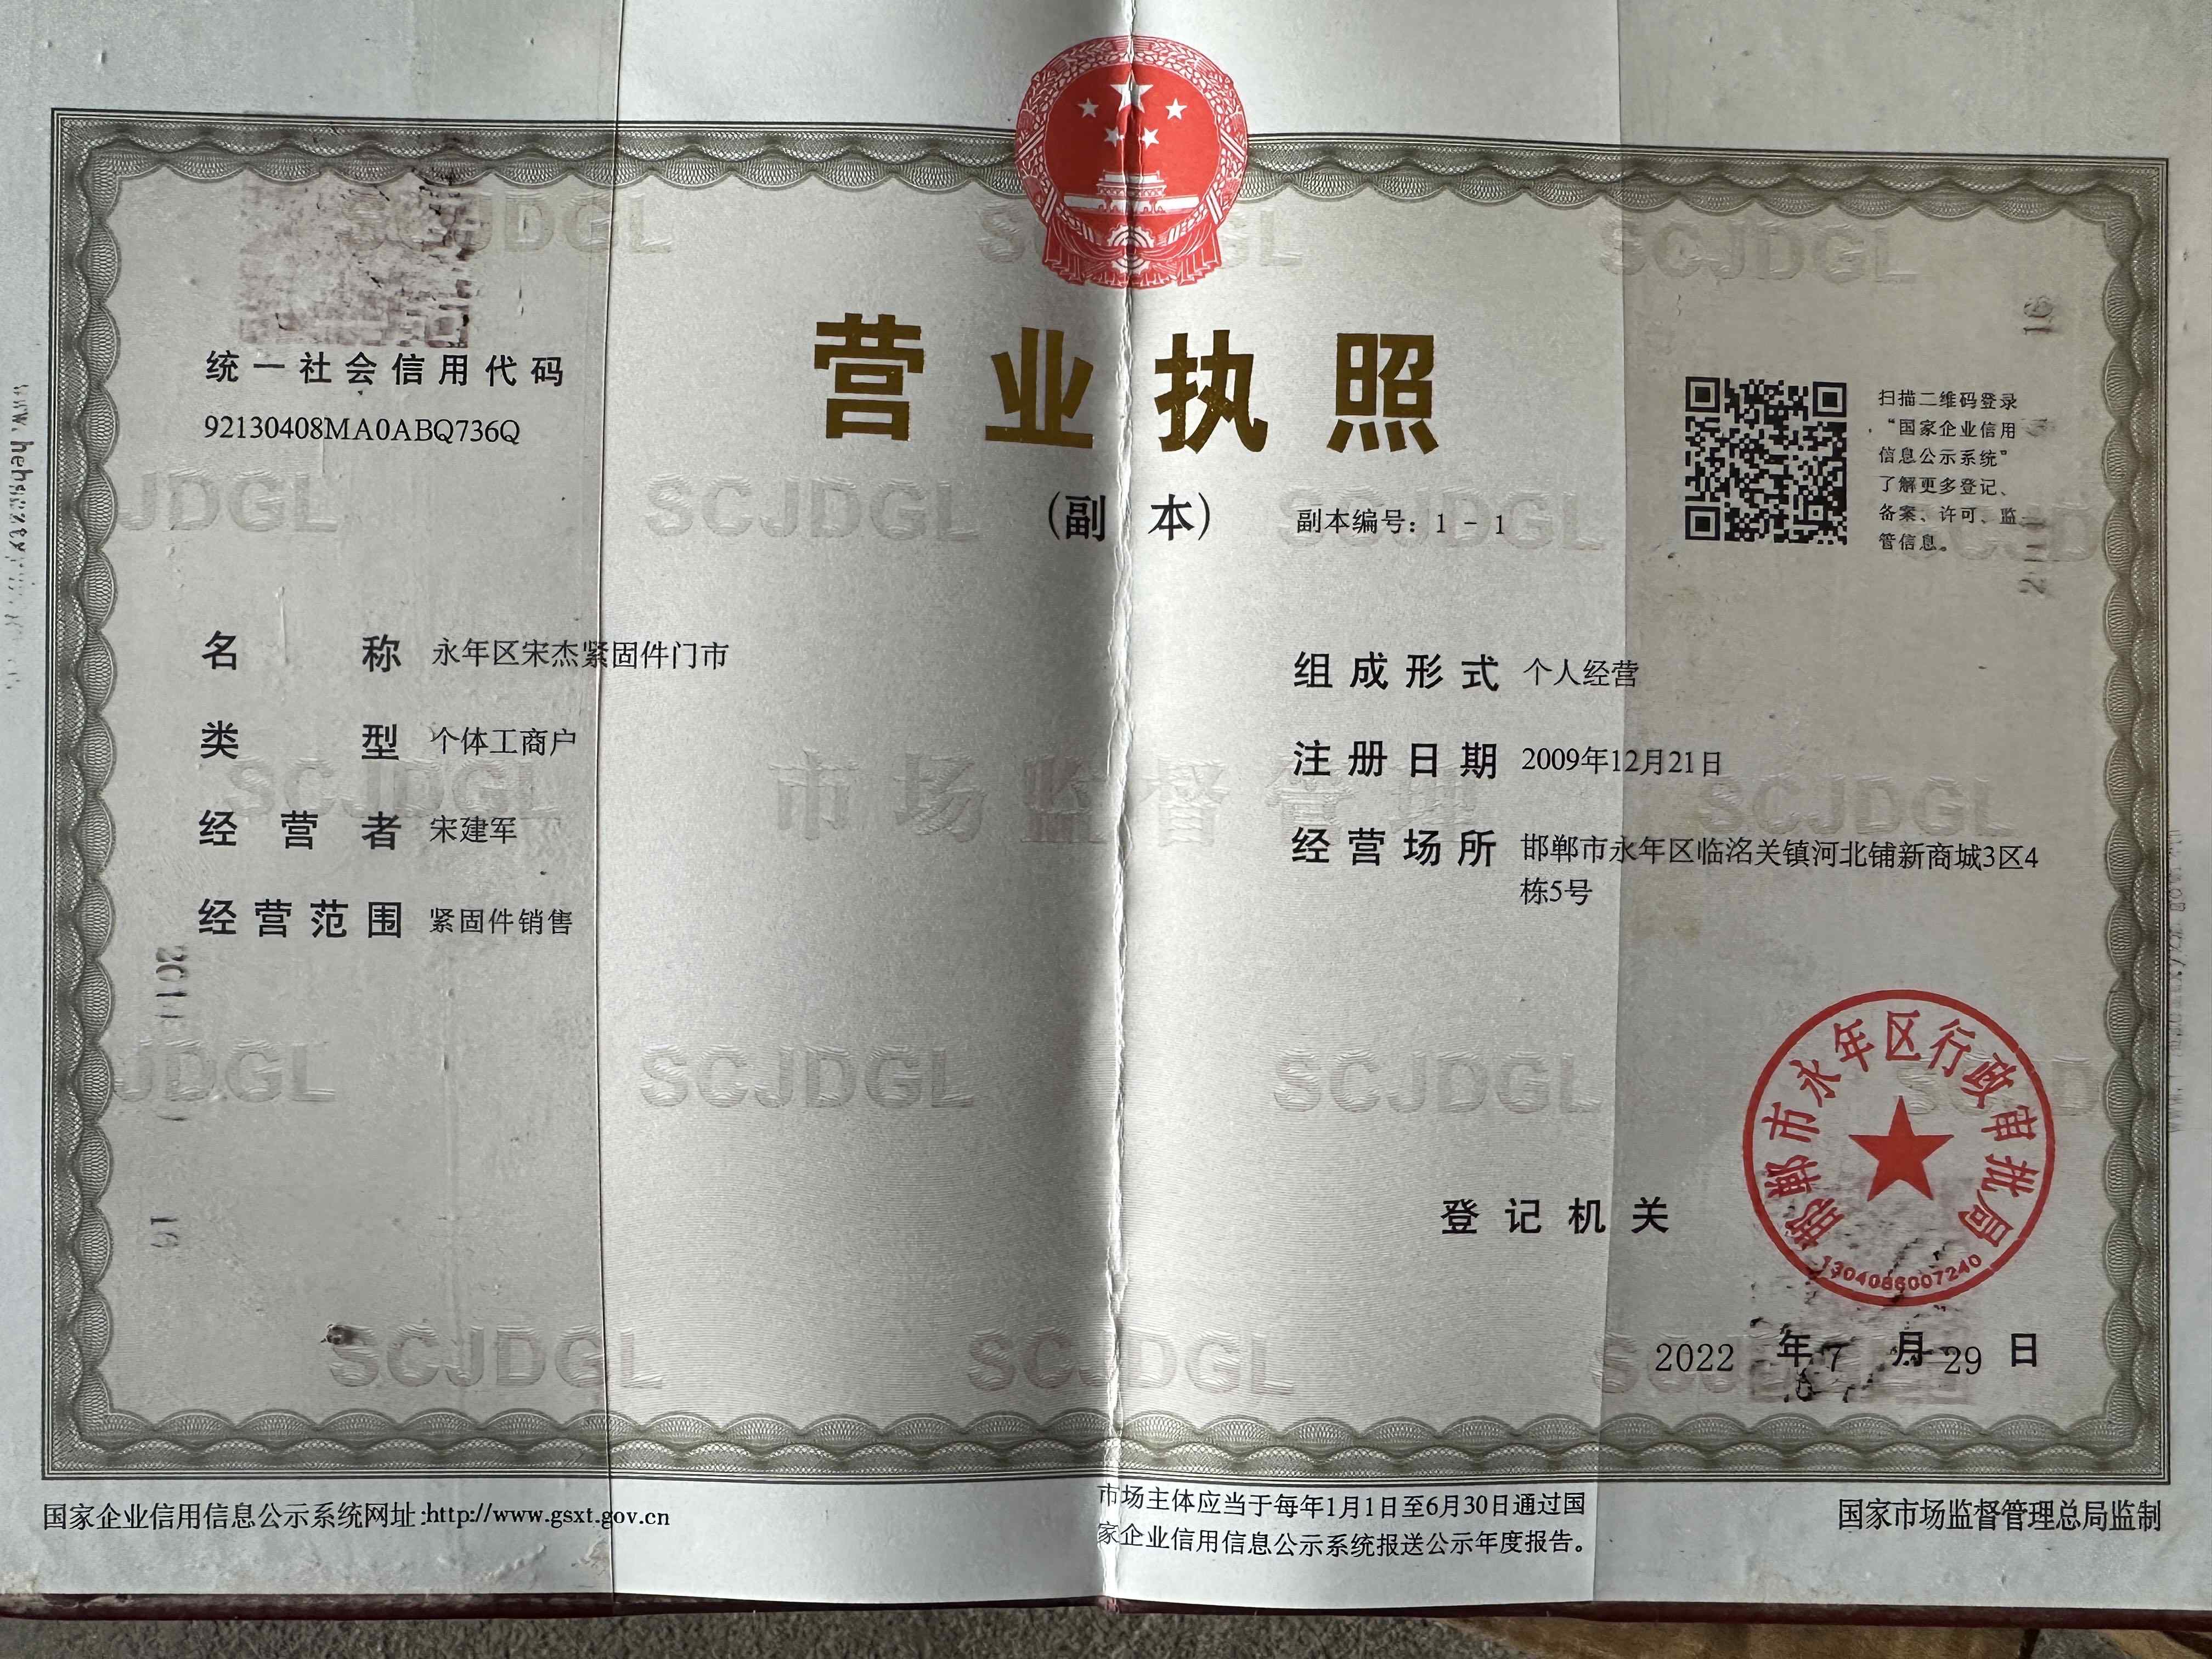 营业执照
(副本)
副本编号：1 - 1
统一社会信用代码
92130408MA0ABQ736Q
扫描二维码登录
“国家企业信用
信息公示系统”
了解更多登记、
备案、许可、监
管信息。
名称 永年区宋杰紧固件门市
类型 个体工商户
经营者 宋建军
经营范围 紧固件销售
组成形式 个人经营
注册日期 2009年12月21日
经营场所 邯郸市永年区临洺关镇河北铺新商城3区4
栋5号
SCJDGL
市场监督管理
登记机关
邯郸市永年区行政审批局
1304086007240
2022 年 7 月 29 日
国家企业信用信息公示系统网址:http://www.gsxt.gov.cn
市场主体应当于每年1月1日至6月30日通过国
家企业信用信息公示系统报送公示年度报告。
国家市场监督管理总局监制